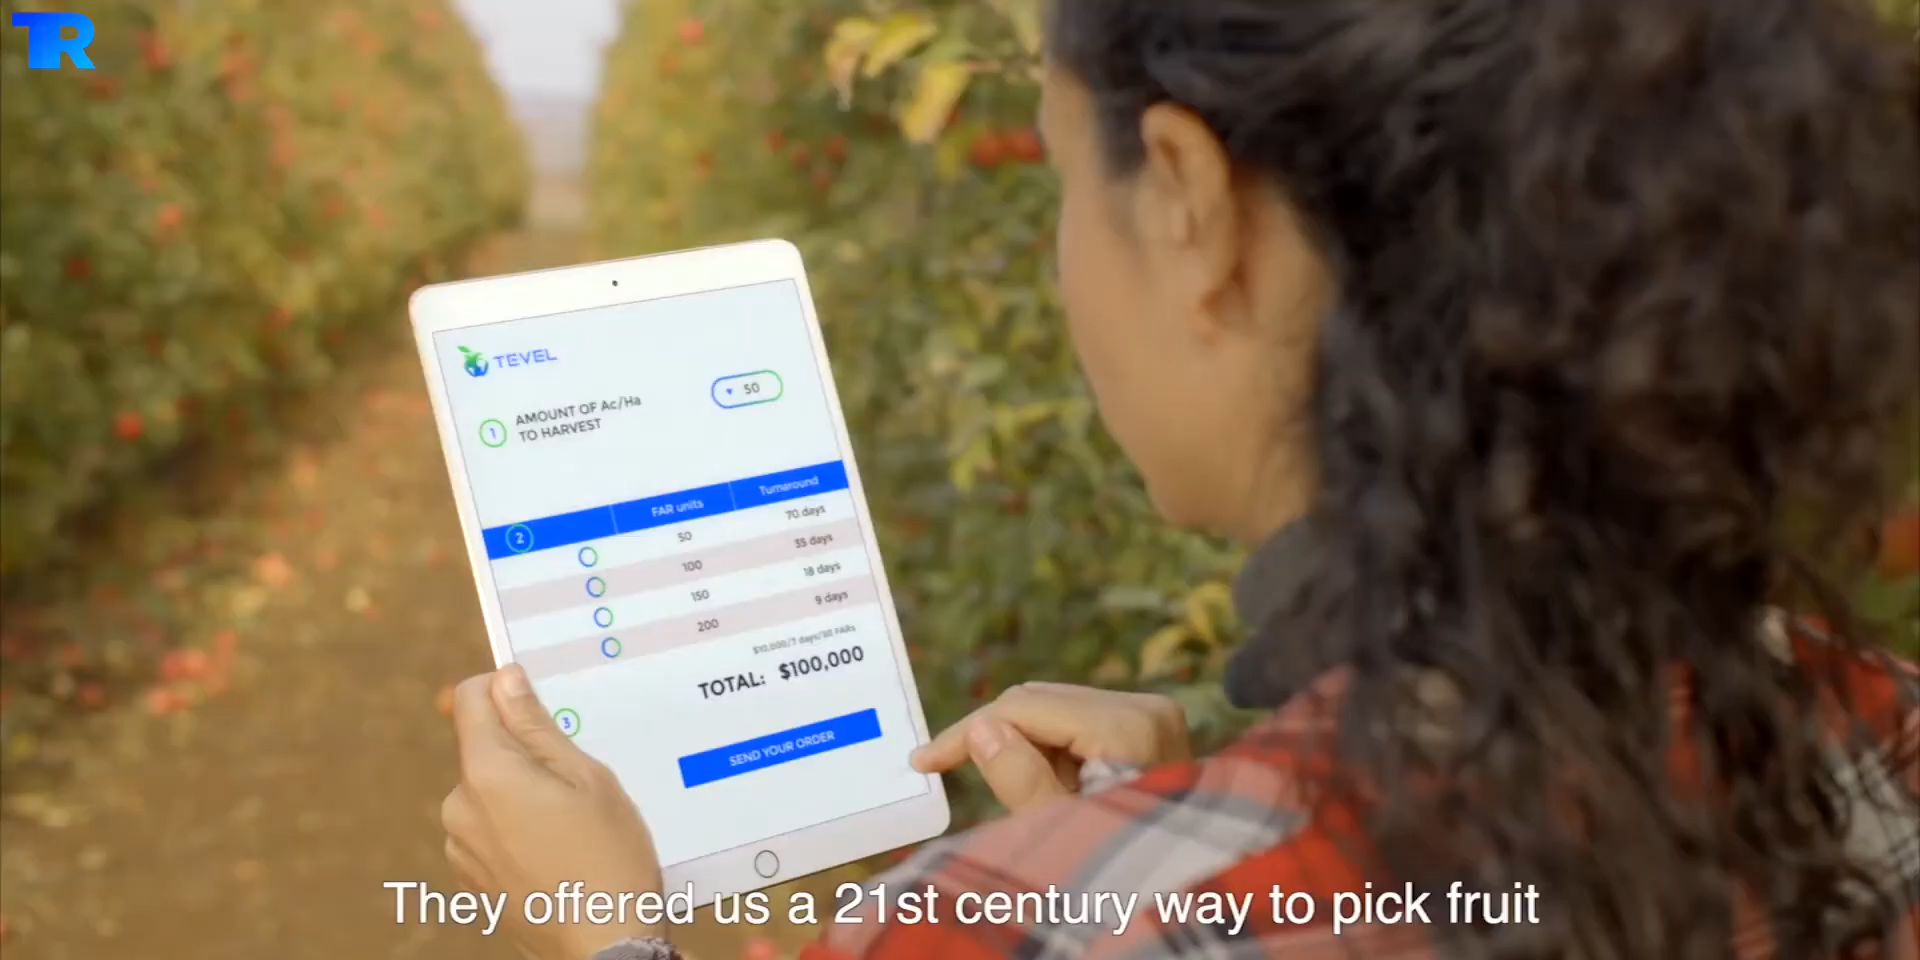 TR
TEVEL
1
AMOUNT OF Ac/Ha
TO HARVEST
50
2
FAR units
Turnaround
50
70 days
100
35 days
150
18 days
200
9 days
TOTAL: $100,000
3
SEND YOUR ORDER
They offered us a 21st century way to pick fruit